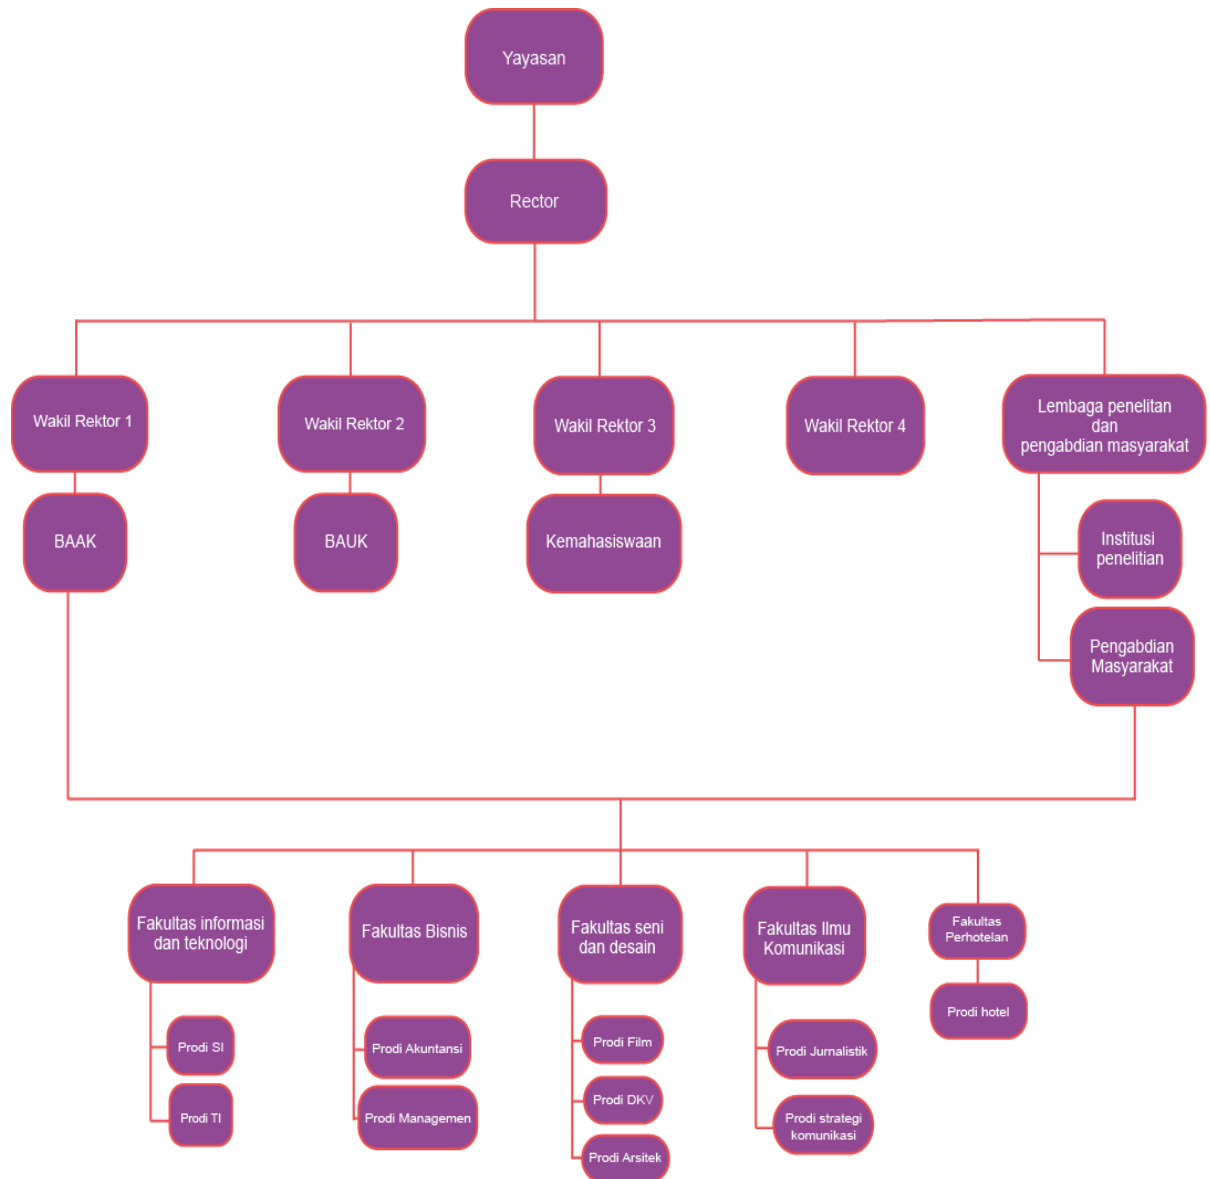 Yayasan
Rector
Wakil Rektor 1
Wakil Rektor 2
Wakil Rektor 3
Wakil Rektor 4
Lembaga penelitan
dan
pengabdian masyarakat
BAAK
BAUK
Kemahasiswaan
Institusi
penelitian
Pengabdian
Masyarakat
Fakultas informasi
dan teknologi
Fakultas Bisnis
Fakultas seni
dan desain
Fakultas Ilmu
Komunikasi
Fakultas
Perhotelan
Prodi SI
Prodi TI
Prodi Akuntansi
Prodi Managemen
Prodi Film
Prodi DKV
Prodi Arsitek
Prodi Jurnalistik
Prodi strategi
komunikasi
Prodi hotel